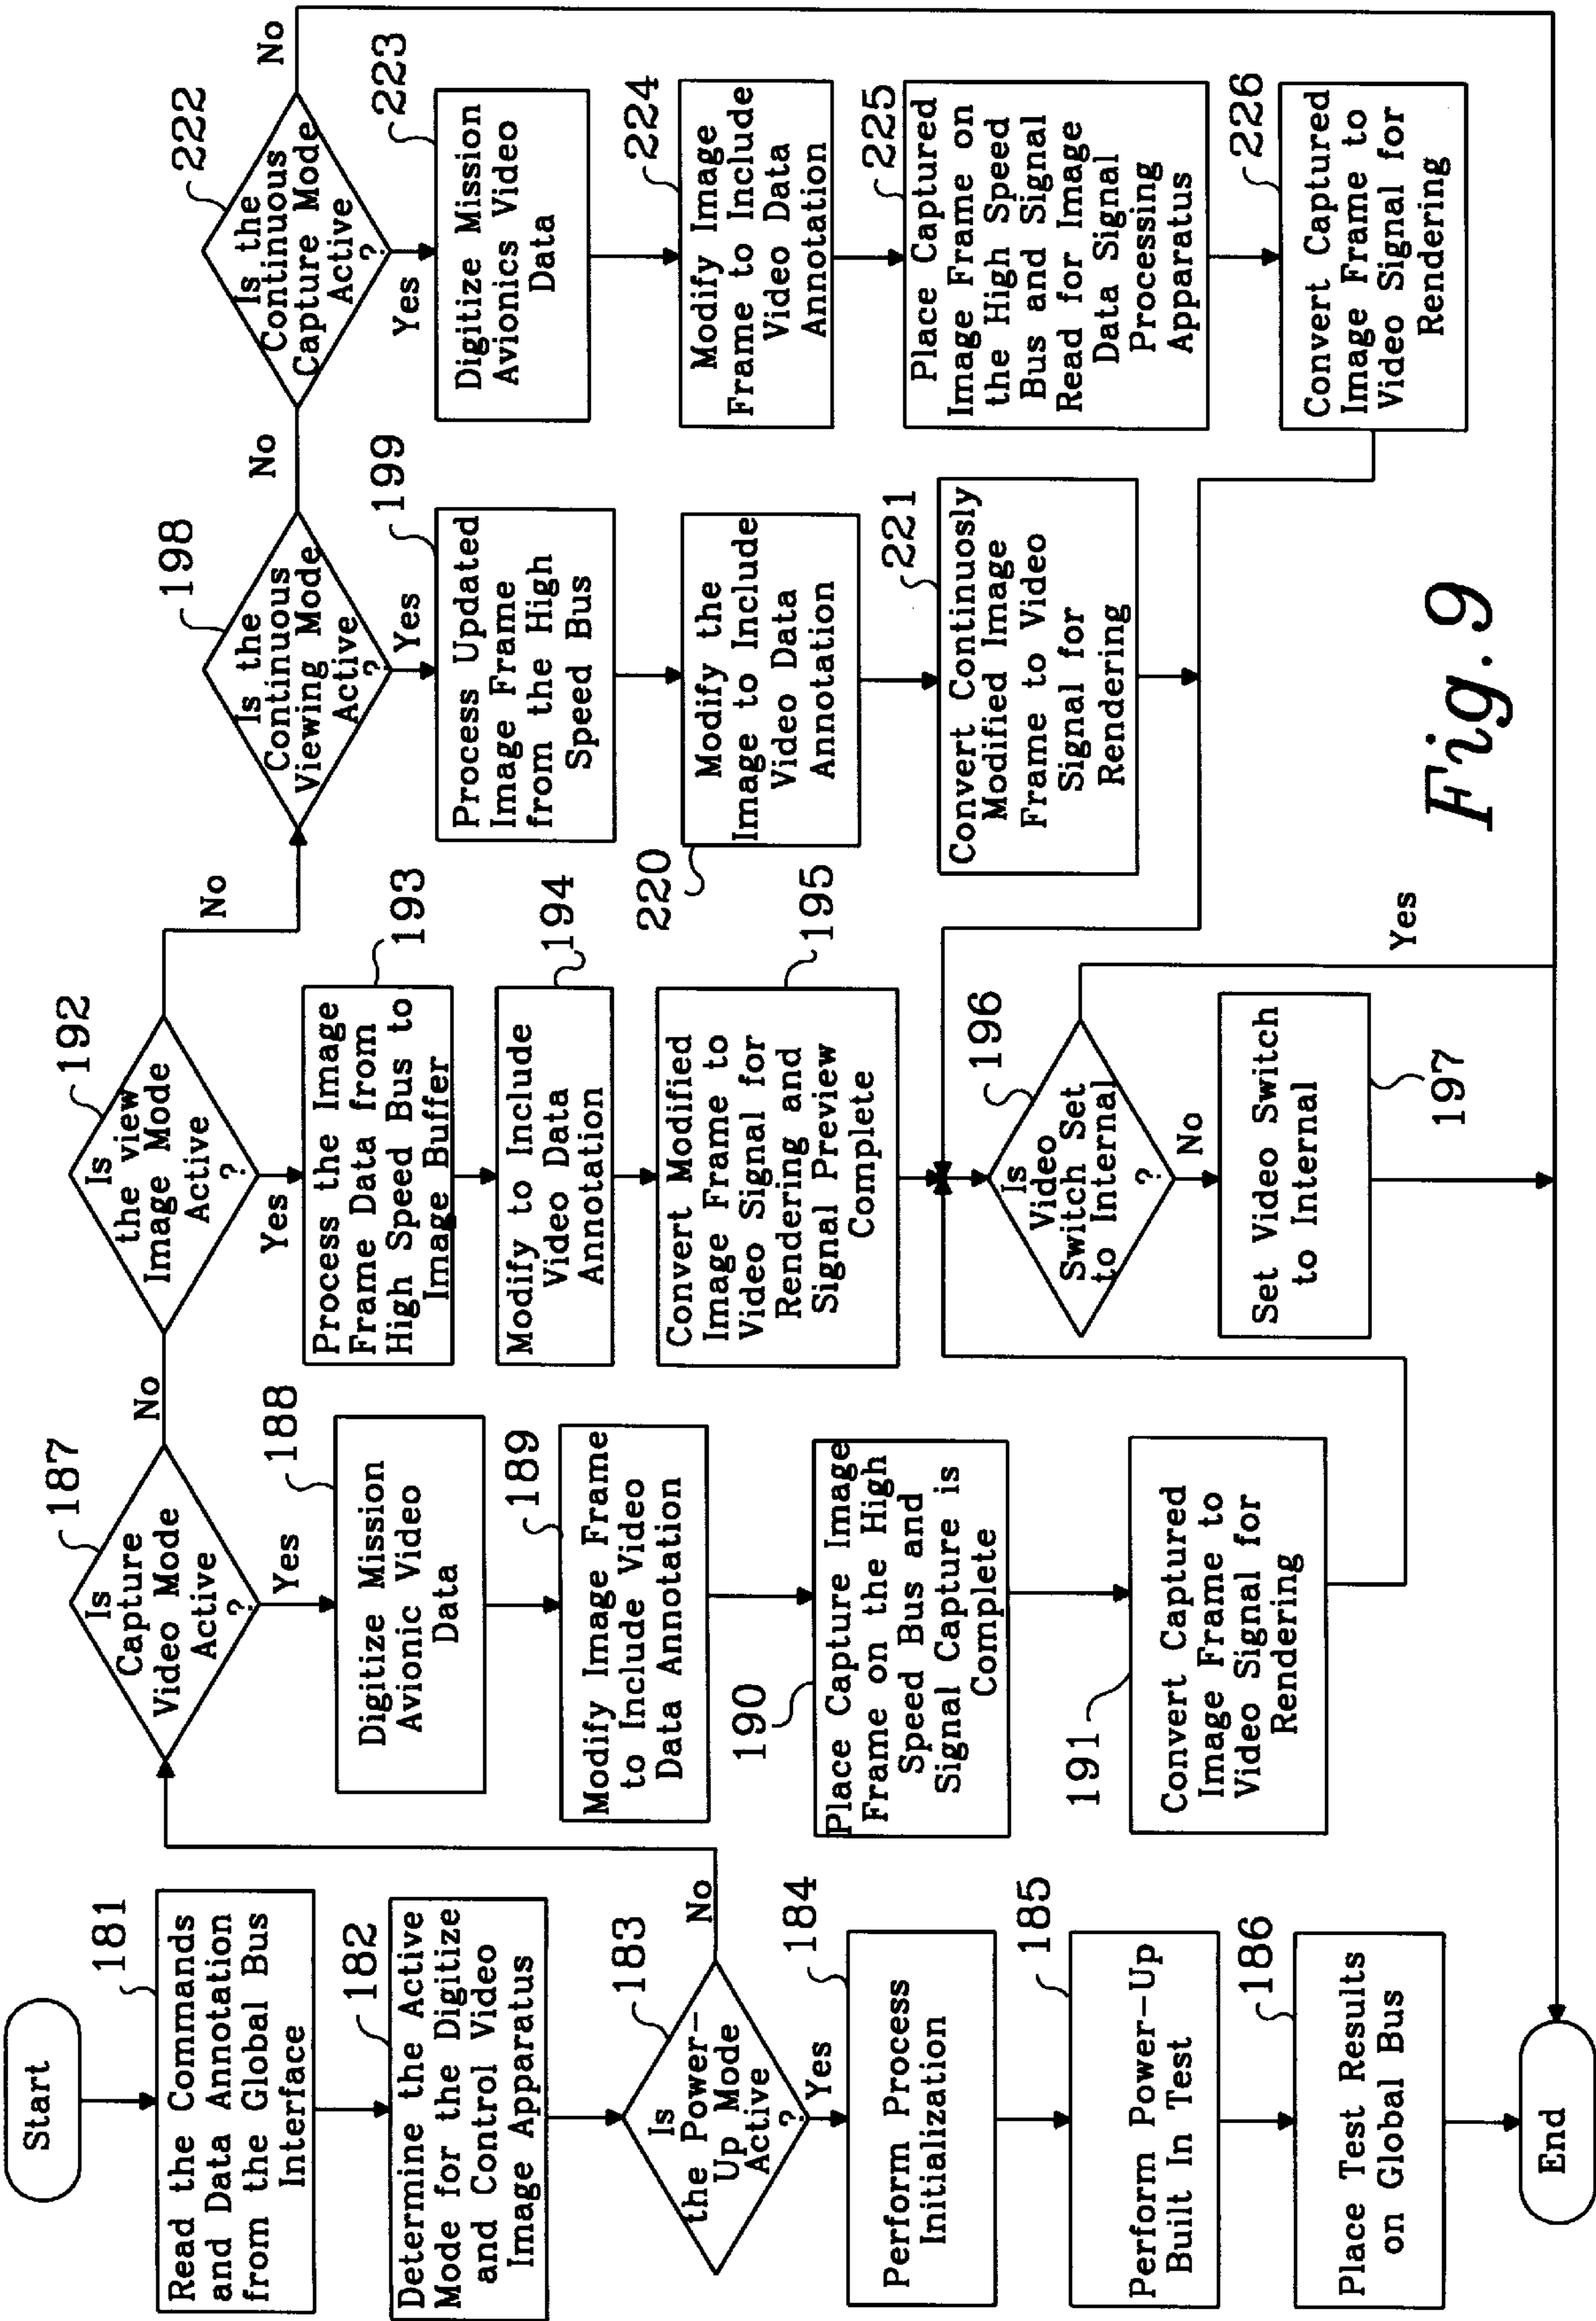 Start
181
Read the Commands
and Data Annotation
from the Global Bus
Interface
182
Determine the Active
Mode for the Digitize
and Control Video
Image Apparatus
183
Is
the Power-
Up Mode
Active
?
No
Yes
184
Perform Process
Initialization
185
Perform Power-Up
Built In Test
186
Place Test Results
on Global Bus
End
187
Is
Capture
Video Mode
Active
?
No
Yes
188
Digitize Mission
Avionic Video
Data
189
Modify Image Frame
to Include Video
Data Annotation
190
Place Capture Image
Frame on the High
Speed Bus and
Signal Capture is
Complete
191
Convert Captured
Image Frame to
Video Signal for
Rendering
192
Is
the view
Image Mode
Active
?
No
Yes
193
Process the Image
Frame Data from
High Speed Bus to
Image Buffer
194
Modify to Include
Video Data
Annotation
195
Convert Modified
Image Frame to
Video Signal for
Rendering and
Signal Preview
Complete
196
Is
Video
Switch Set
to Internal
?
Yes
No
Set Video Switch
to Internal
197
198
Is the
Continuous
Viewing Mode
Active
?
No
Yes
199
Process Updated
Image Frame
from the High
Speed Bus
220
Modify the
Image to Include
Video Data
Annotation
221
Convert Continuosly
Modified Image
Frame to Video
Signal for
Rendering
222
Is the
Continuous
Capture Mode
Active
?
No
Yes
223
Digitize Mission
Avionics Video
Data
224
Modify Image
Frame to Include
Video Data
Annotation
225
Place Captured
Image Frame on
the High Speed
Bus and Signal
Read for Image
Data Signal
Processing
Apparatus
226
Convert Captured
Image Frame to
Video Signal for
Rendering
Fig. 9